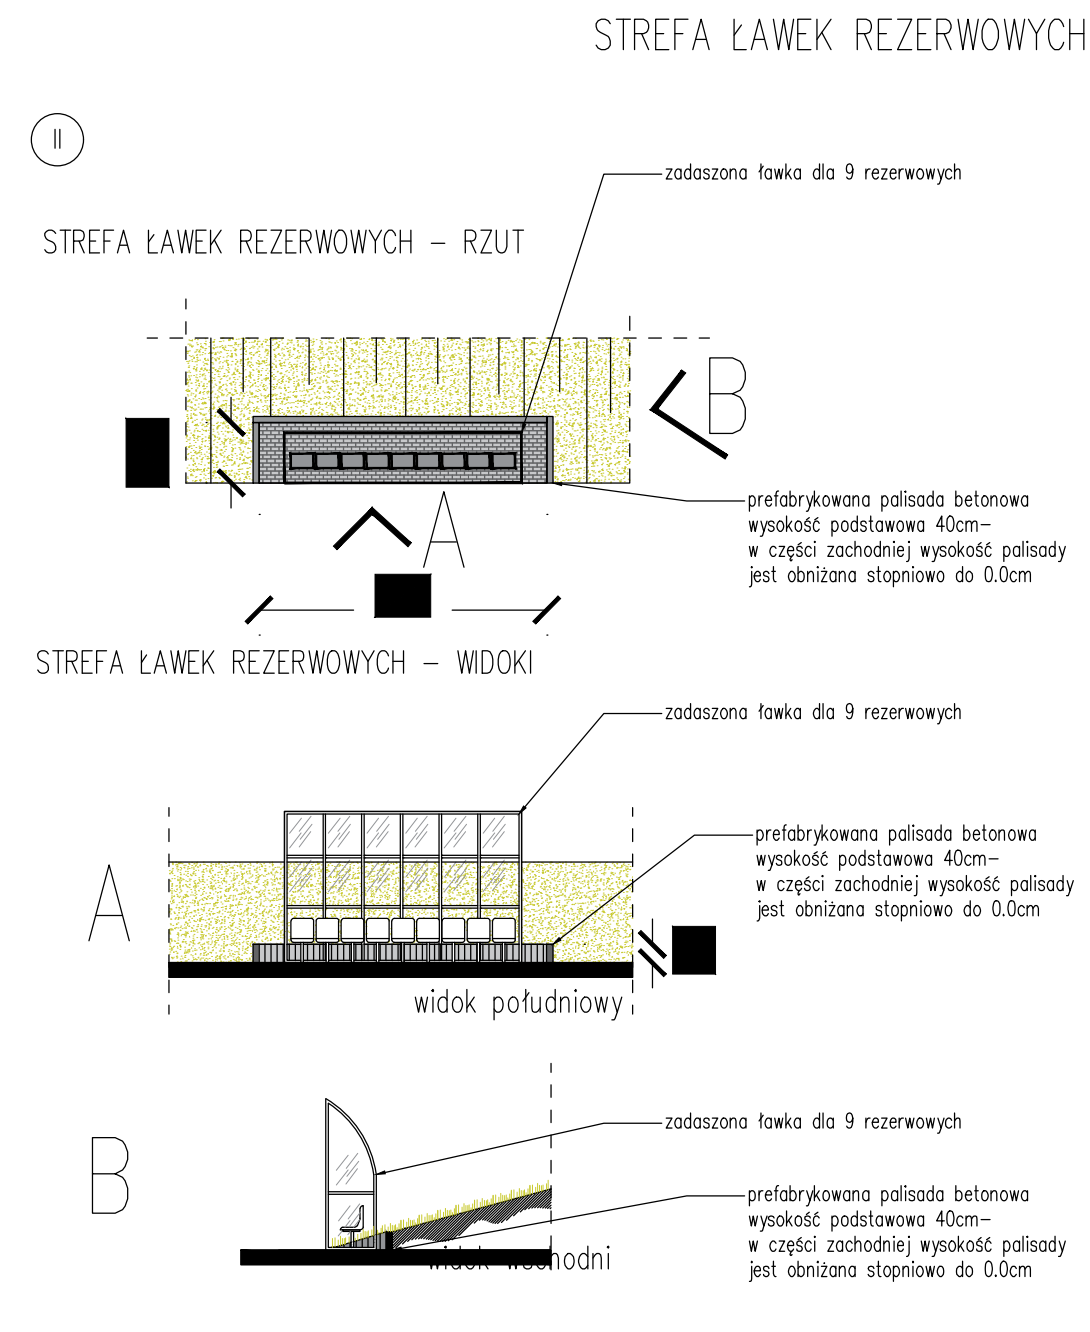 STREFA ŁAWEK REZERWOWYCH
II
zadaszona ławka dla 9 rezerwowych
STREFA ŁAWEK REZERWOWYCH – RZUT
B
prefabrykowana palisada betonowa
wysokość podstawowa 40cm–
w części zachodniej wysokość palisady
jest obniżana stopniowo do 0.0cm
A
STREFA ŁAWEK REZERWOWYCH – WIDOKI
zadaszona ławka dla 9 rezerwowych
prefabrykowana palisada betonowa
wysokość podstawowa 40cm–
w części zachodniej wysokość palisady
jest obniżana stopniowo do 0.0cm
A
widok południowy
zadaszona ławka dla 9 rezerwowych
B
prefabrykowana palisada betonowa
wysokość podstawowa 40cm–
w części zachodniej wysokość palisady
jest obniżana stopniowo do 0.0cm
widok wschodni